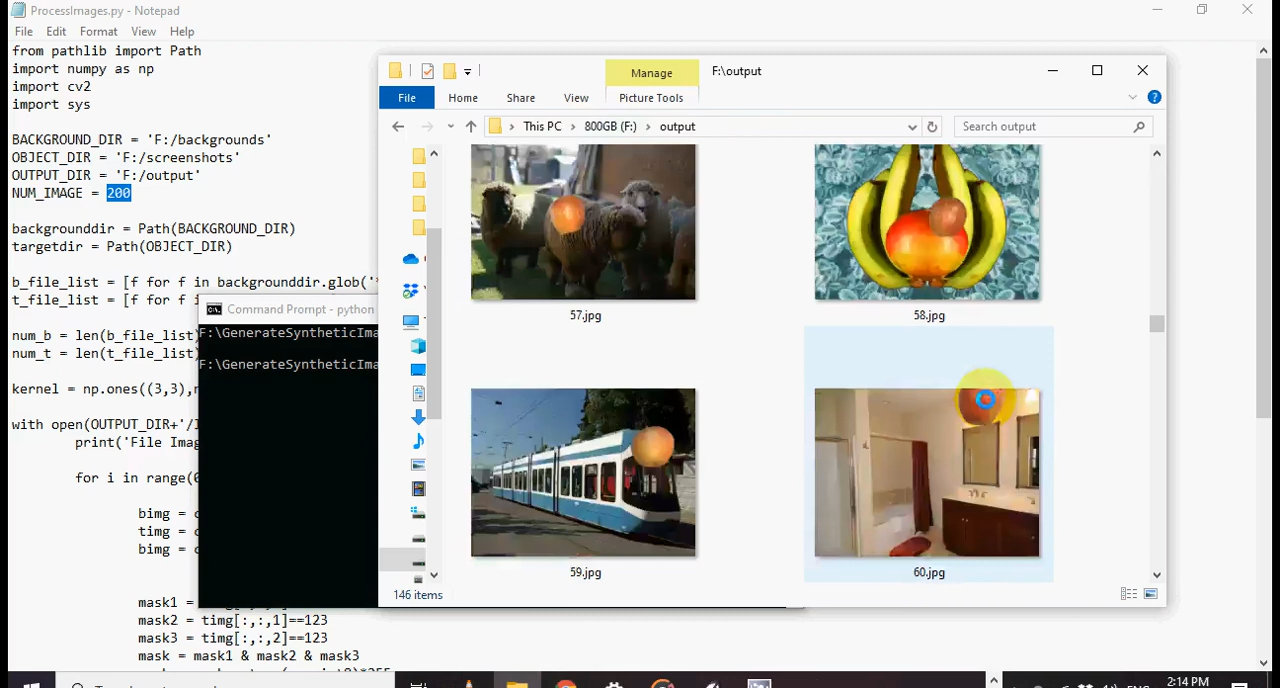 ProcessImages.py - Notepad
File Edit Format View Help
from pathlib import Path
import numpy as np
import cv2
import sys
BACKGROUND_DIR = 'F:/backgrounds'
OBJECT_DIR = 'F:/screenshots'
OUTPUT_DIR = 'F:/output'
NUM_IMAGE = 200
backgrounddir = Path(BACKGROUND_DIR)
targetdir = Path(OBJECT_DIR)
b_file_list = [f for f in backgrounddir.glob('*
t_file_list = [f for f i
num_b = len(b_file_list)
num_t = len(t_file_list)
kernel = np.ones((3,3),n
with open(OUTPUT_DIR+'/
print('File Imag
for i in range(0
bimg = c
timg = c
bimg = c
mask1 =
mask2 = timg[:,:,1]==123
mask3 = timg[:,:,2]==123
mask = mask1 & mask2 & mask3
Command Prompt - python
F:\GenerateSyntheticIma
F:\GenerateSyntheticIma
Manage
F:\output
File Home Share View Picture Tools
This PC 800GB (F:) output
Search output
57.jpg
58.jpg
59.jpg
60.jpg
146 items
2:14 PM